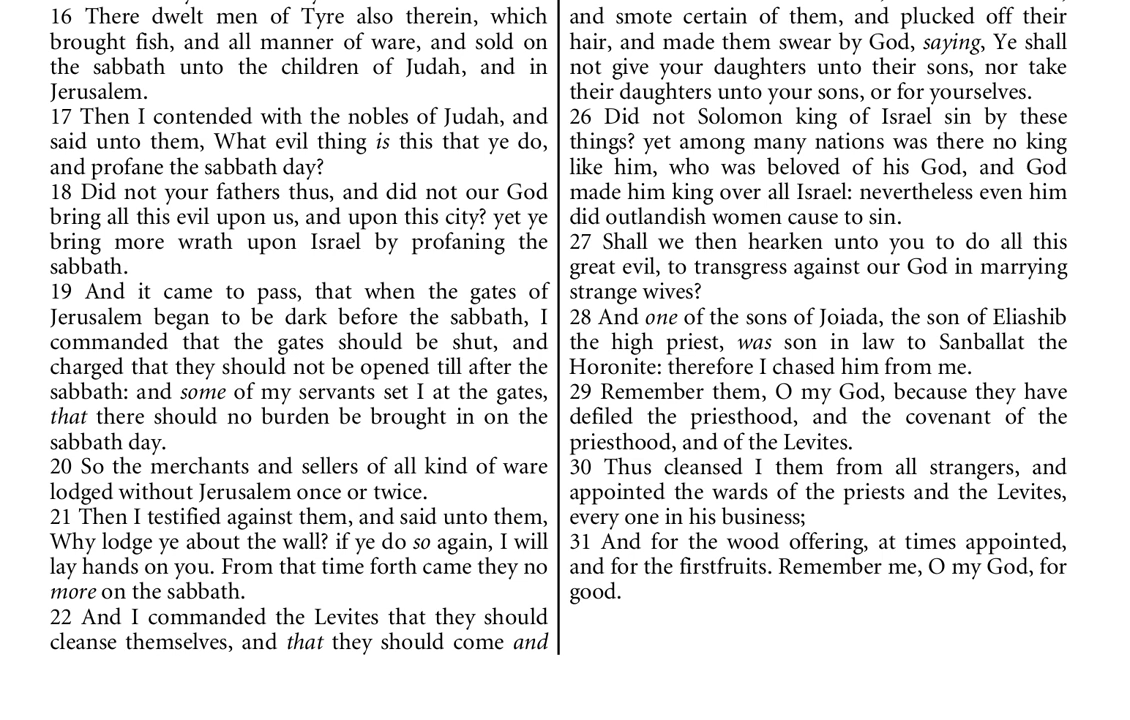 16 There dwelt men of Tyre also therein, which
brought fish, and all manner of ware, and sold on
the sabbath unto the children of Judah, and in
Jerusalem.
17 Then I contended with the nobles of Judah, and
said unto them, What evil thing is this that ye do,
and profane the sabbath day?
18 Did not your fathers thus, and did not our God
bring all this evil upon us, and upon this city? yet ye
bring more wrath upon Israel by profaning the
sabbath.
19 And it came to pass, that when the gates of
Jerusalem began to be dark before the sabbath, I
commanded that the gates should be shut, and
charged that they should not be opened till after the
sabbath: and some of my servants set I at the gates,
that there should no burden be brought in on the
sabbath day.
20 So the merchants and sellers of all kind of ware
lodged without Jerusalem once or twice.
21 Then I testified against them, and said unto them,
Why lodge ye about the wall? if ye do so again, I will
lay hands on you. From that time forth came they no
more on the sabbath.
22 And I commanded the Levites that they should
cleanse themselves, and that they should come and
and smote certain of them, and plucked off their
hair, and made them swear by God, saying, Ye shall
not give your daughters unto their sons, nor take
their daughters unto your sons, or for yourselves.
26 Did not Solomon king of Israel sin by these
things? yet among many nations was there no king
like him, who was beloved of his God, and God
made him king over all Israel: nevertheless even him
did outlandish women cause to sin.
27 Shall we then hearken unto you to do all this
great evil, to transgress against our God in marrying
strange wives?
28 And one of the sons of Joiada, the son of Eliashib
the high priest, was son in law to Sanballat the
Horonite: therefore I chased him from me.
29 Remember them, O my God, because they have
defiled the priesthood, and the covenant of the
priesthood, and of the Levites.
30 Thus cleansed I them from all strangers, and
appointed the wards of the priests and the Levites,
every one in his business;
31 And for the wood offering, at times appointed,
and for the firstfruits. Remember me, O my God, for
good.